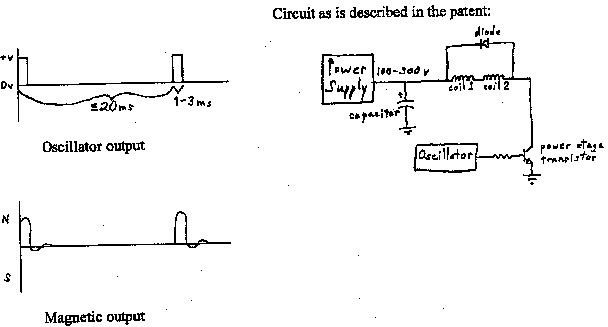 Circuit as is described in the patent:
+V
0v
≤20ms
1-3ms
Oscillator output
N
S
Magnetic output
diode
Power
Supply
100-300 v
coil 1 coil 2
+
capacitor
Oscillator
power stage
transistor